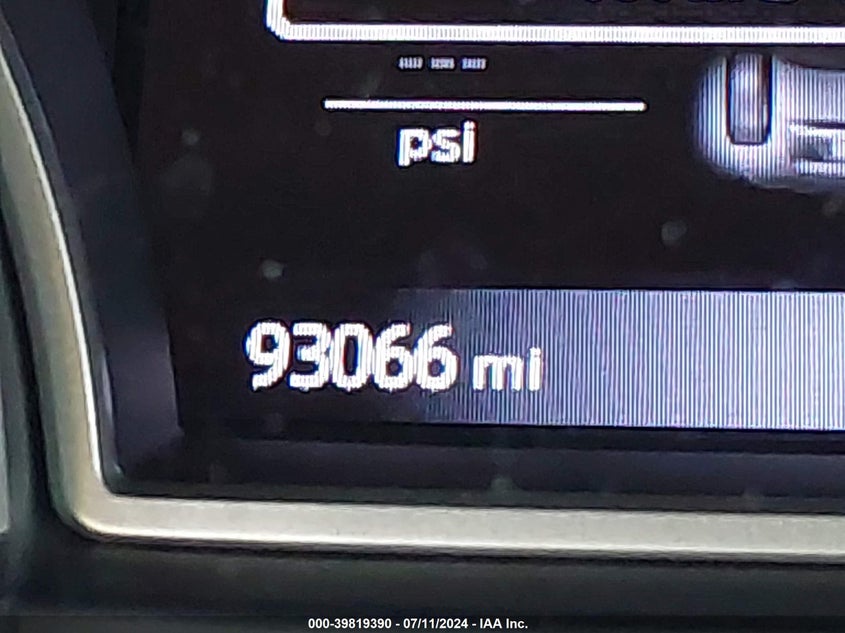 ---
psi
93066 mi
000-39819390 - 07/11/2024 - IAA Inc.